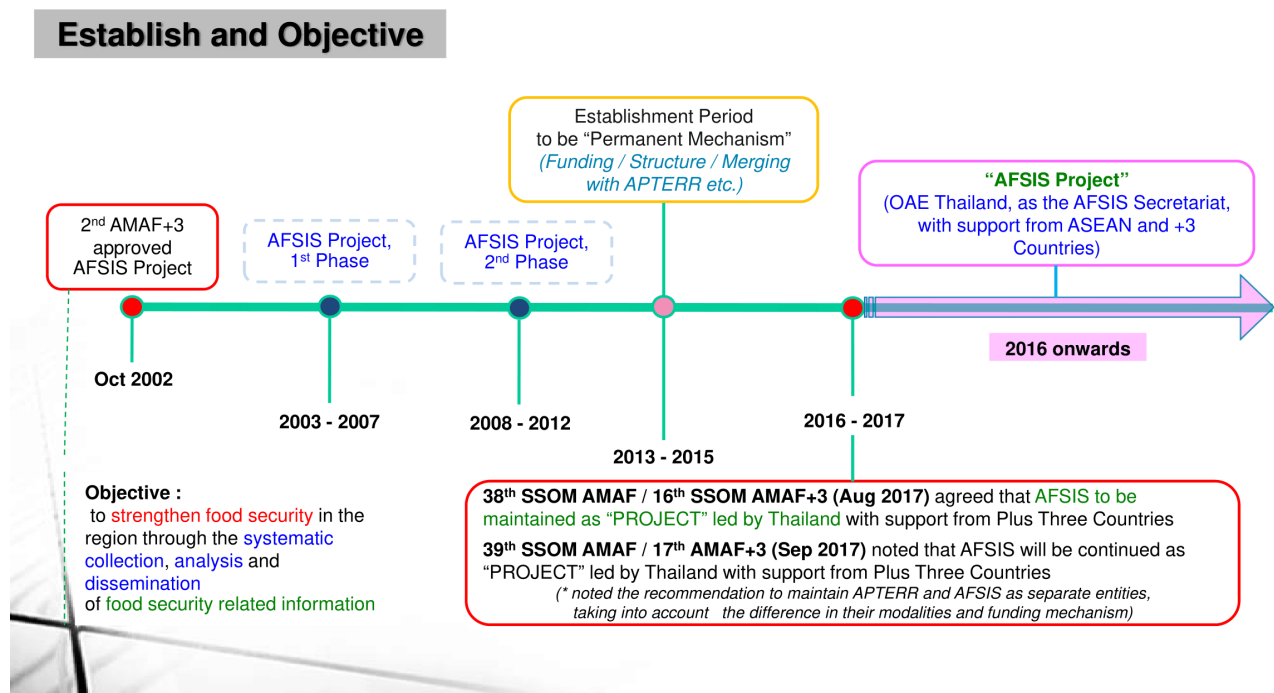 Establish and Objective
Establishment Period
to be “Permanent Mechanism”
(Funding / Structure / Merging
with APTERR etc.)
“AFSIS Project”
(OAE Thailand, as the AFSIS Secretariat,
with support from ASEAN and +3
Countries)
2nd AMAF+3
approved
AFSIS Project
AFSIS Project,
1st Phase
AFSIS Project,
2nd Phase
2016 onwards
Oct 2002
2003 - 2007
2008 - 2012
2013 - 2015
2016 - 2017
Objective :
to strengthen food security in the
region through the systematic
collection, analysis and
dissemination
of food security related information
38th SSOM AMAF / 16th SSOM AMAF+3 (Aug 2017) agreed that AFSIS to be
maintained as “PROJECT” led by Thailand with support from Plus Three Countries
39th SSOM AMAF / 17th AMAF+3 (Sep 2017) noted that AFSIS will be continued as
“PROJECT” led by Thailand with support from Plus Three Countries
(* noted the recommendation to maintain APTERR and AFSIS as separate entities,
taking into account the difference in their modalities and funding mechanism)